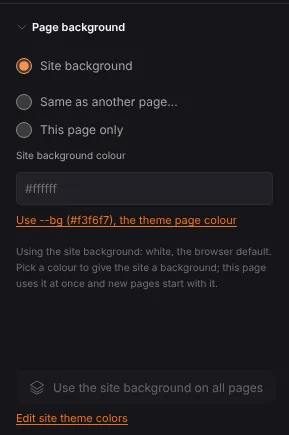 Page background
Site background
Same as another page...
This page only
Site background colour
#ffffff
Use --bg (#f3f6f7), the theme page colour
Using the site background: white, the browser default.
Pick a colour to give the site a background; this page
uses it at once and new pages start with it.
Use the site background on all pages
Edit site theme colors